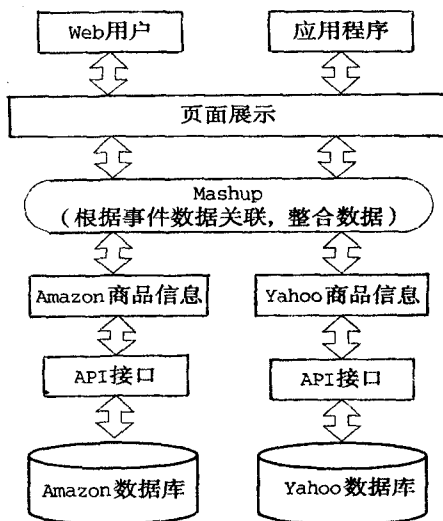 Web用户
应用程序
页面展示
Mashup
(根据事件数据关联,整合数据)
Amazon商品信息
Yahoo商品信息
API接口
API接口
Amazon数据库
Yahoo数据库